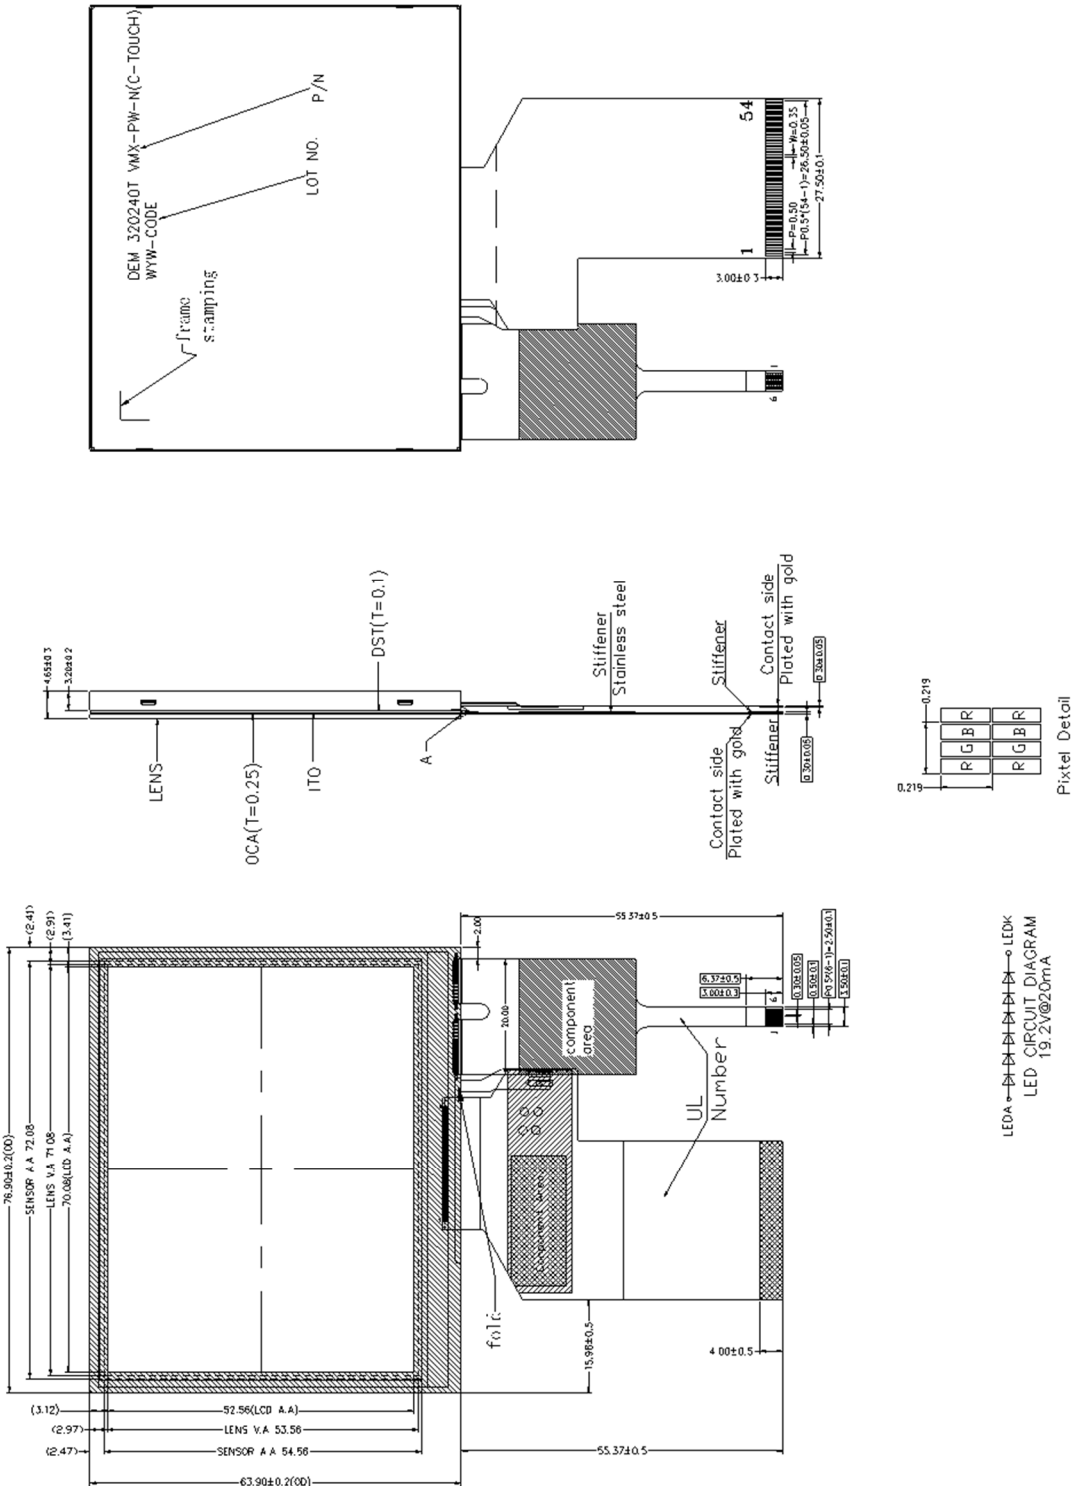 DEM 320240T VMX-PW-N(C-TOUCH)
WYW-CODE
P/N
LOT NO.
frame
stamping
54
1
W=0.35
P=0.50
P0.5*(54-1)=26.50±0.05
27.50±0.1
3.00±0.3
1
6
4.65±0.3
3.20±0.2
LENS
OCA(T=0.25)
ITO
DST(T=0.1)
A
Stiffener
Stainless steel
Stiffener
Contact side
Plated with gold
Contact side
Plated with gold
Stiffener
0.30±0.05
0.30±0.05
0.219
0.219
R G B R
R G B R
Pixtel Detail
76.90±0.2(OD)
SENSOR A.A 72.08
LENS V.A 71.08
70.08(LCD A.A)
(2.41)
(2.91)
(3.41)
2.00
20.00
55.37±0.5
component
area
6.37±0.5
3.00±0.3
6
1
0.30±0.05
0.50±0.1
P0.5*(6-1)=2.50±0.1
3.50±0.1
UL
Number
Component Area
fold
15.98±0.5
4.00±0.5
(3.12)
52.56(LCD A.A)
(2.97)
LENS V.A 53.56
(2.47)
SENSOR A.A 54.56
63.90±0.2(OD)
55.37±0.5
LEDA
LEDK
LED CIRCUIT DIAGRAM
19.2V@20mA